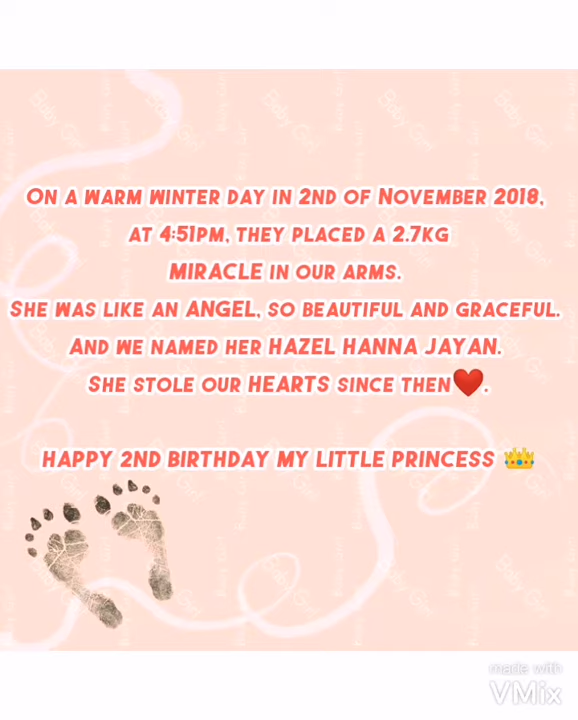 ON A WARM WINTER DAY IN 2ND OF NOVEMBER 2018,
AT 4:51PM, THEY PLACED A 2.7KG
MIRACLE IN OUR ARMS.
SHE WAS LIKE AN ANGEL, SO BEAUTIFUL AND GRACEFUL.
AND WE NAMED HER HAZEL HANNA JAYAN.
SHE STOLE OUR HEARTS SINCE THEN❤️.
HAPPY 2ND BIRTHDAY MY LITTLE PRINCESS 👑
made with
VMix